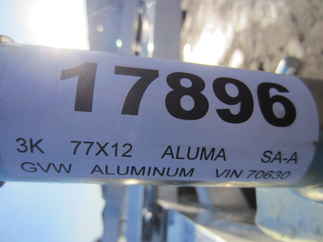 17896
3K 77X12 ALUMA SA-A
GVW ALUMINUM VIN 70630